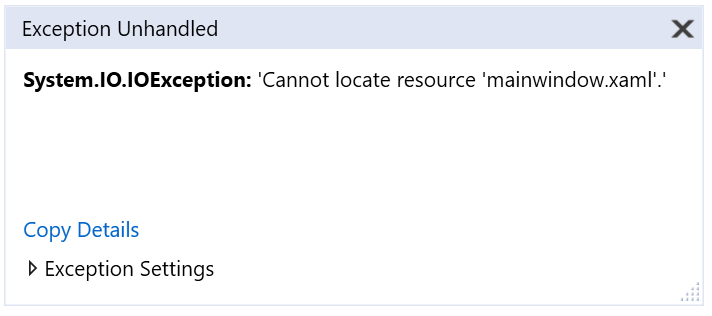 Exception Unhandled
System.IO.IOException: 'Cannot locate resource 'mainwindow.xaml'.'
Copy Details
Exception Settings